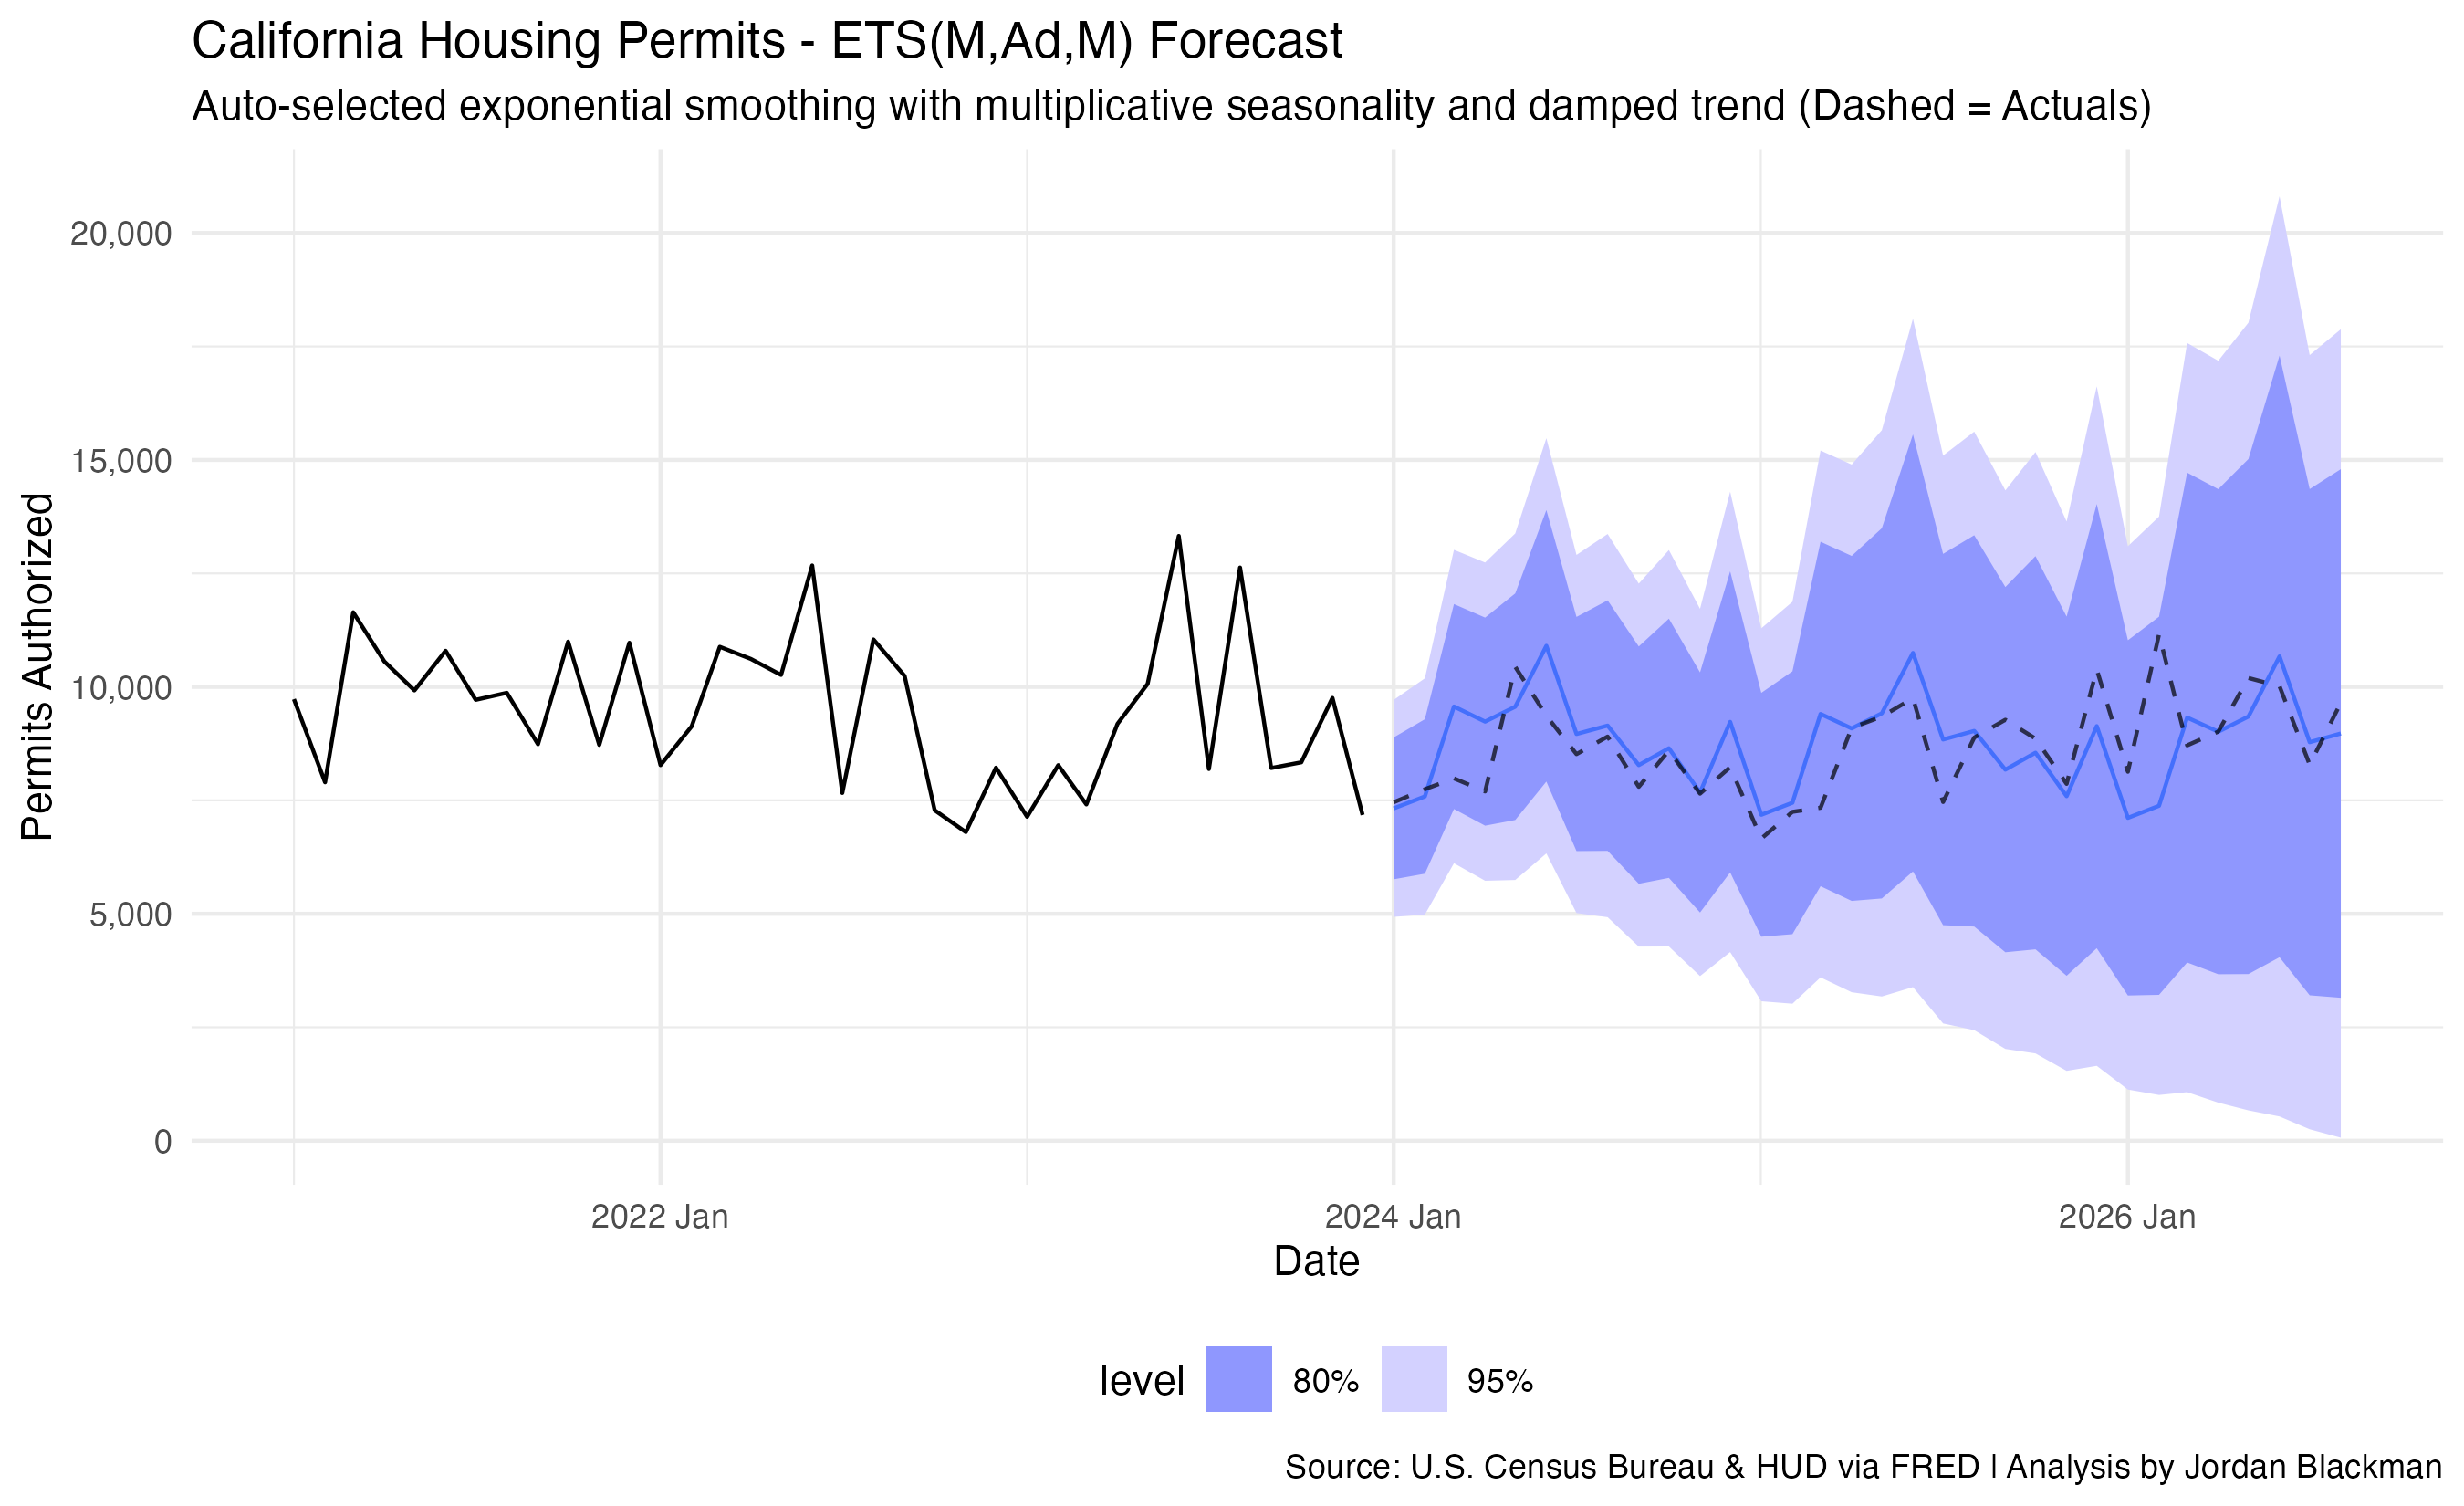 California Housing Permits - ETS(M,Ad,M) Forecast
Auto-selected exponential smoothing with multiplicative seasonality and damped trend (Dashed = Actuals)
Permits Authorized
20,000
15,000
10,000
5,000
0
2022 Jan
2024 Jan
2026 Jan
Date
level 80% 95%
Source: U.S. Census Bureau & HUD via FRED | Analysis by Jordan Blackman